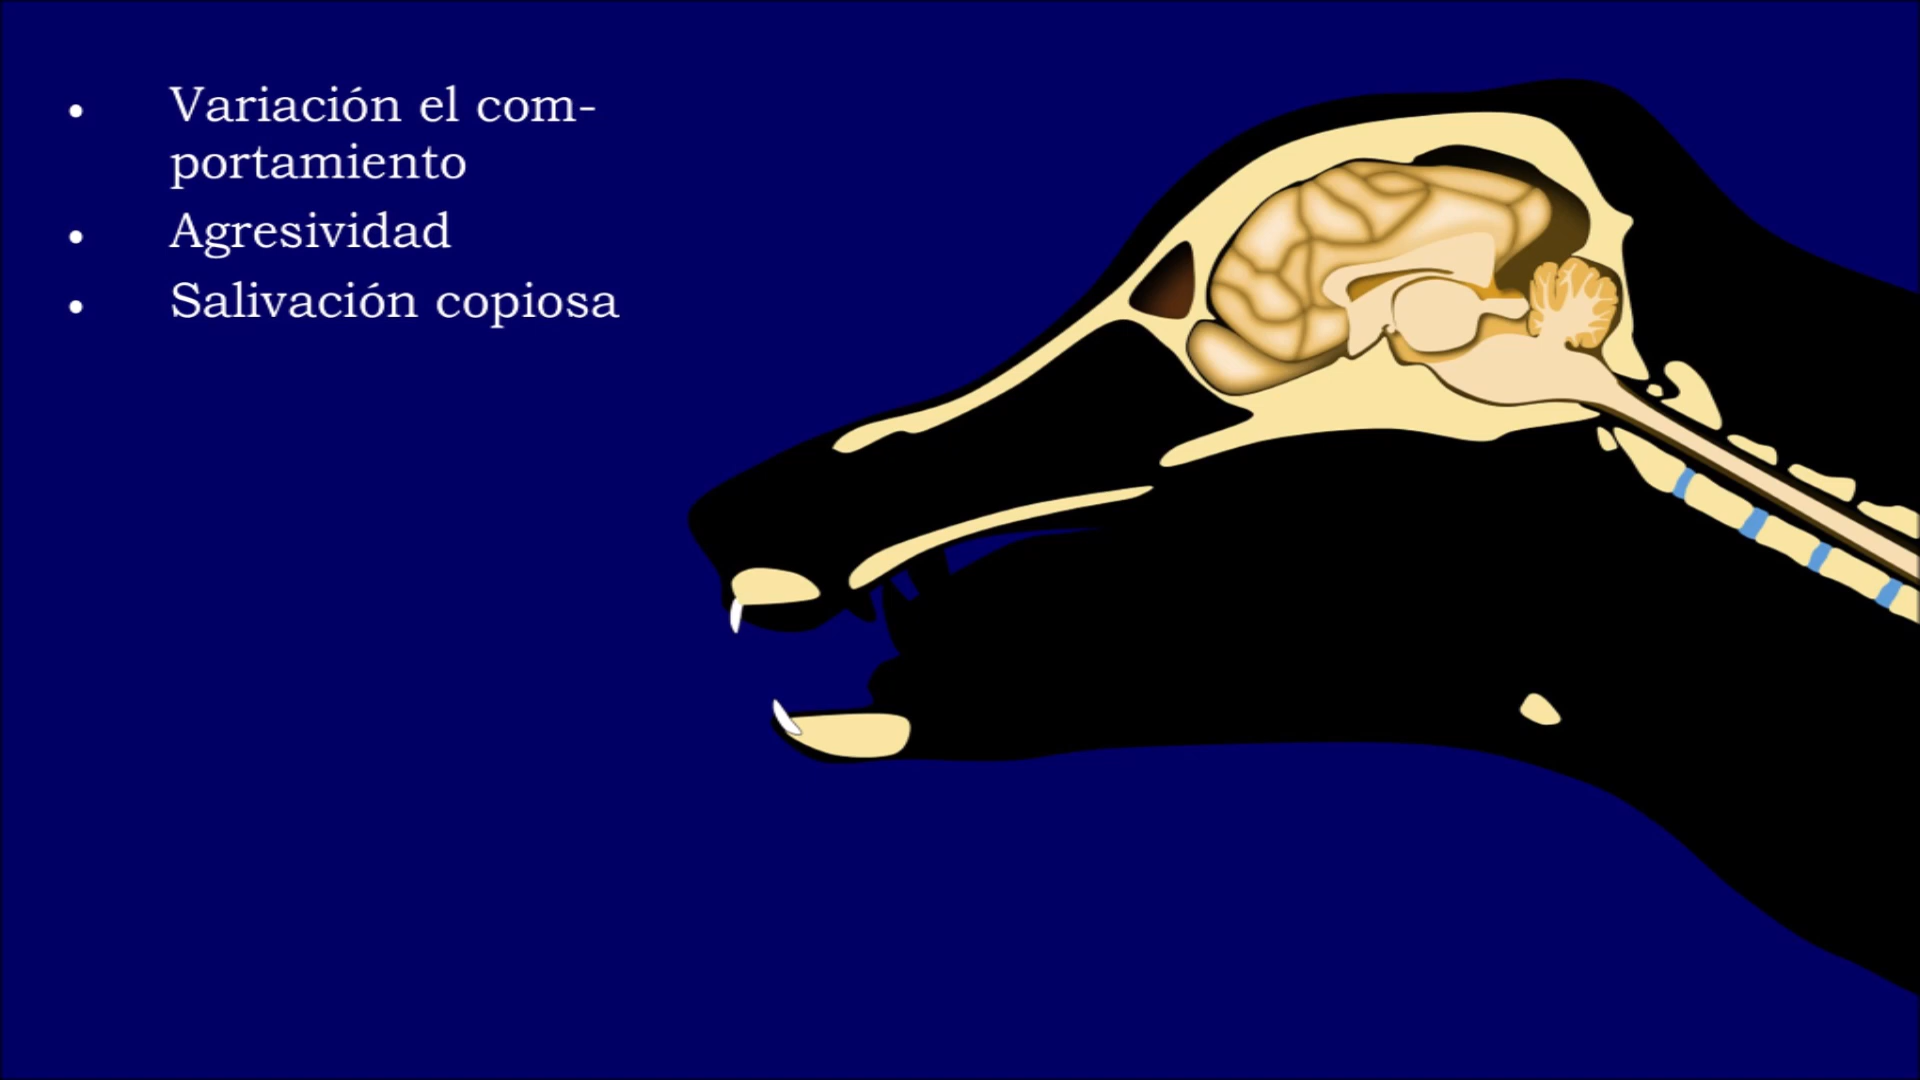 • Variación el com-
portamiento
• Agresividad
• Salivación copiosa